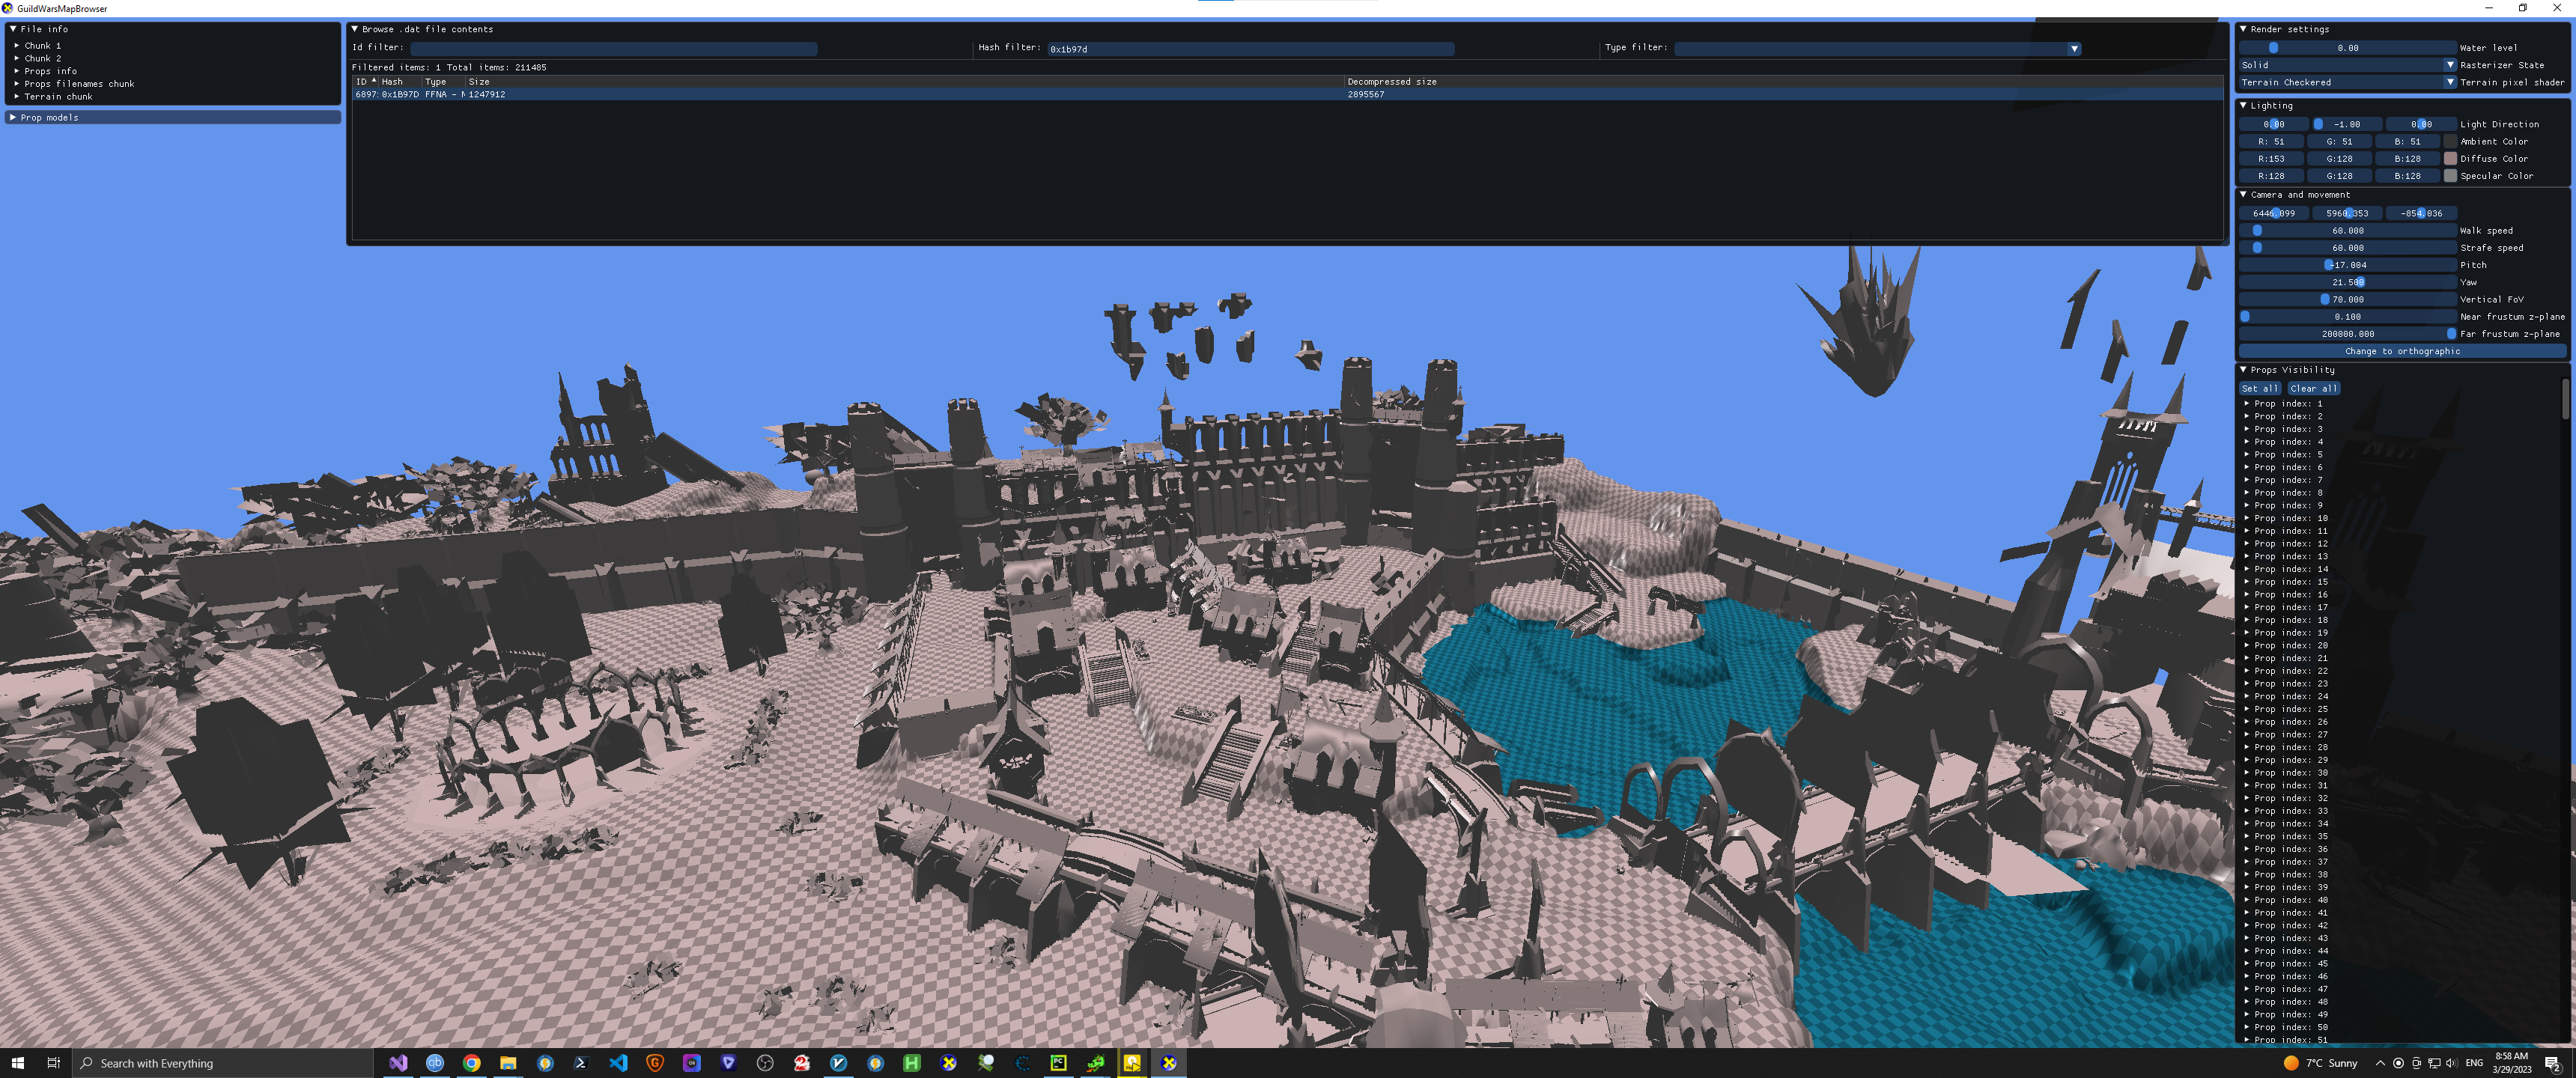 GuildWarsMapBrowser
File info
Chunk 1
Chunk 2
Props info
Props filenames chunk
Terrain chunk
Prop models
Browse .dat file contents
Id filter:
Hash filter: 0x1b97d
Type filter:
Filtered items: 1 Total items: 211485
ID Hash Type Size Decompressed size
6897 0x1B97D FFNA - 1247912 2895567
Render settings
0.00 Water level
Solid Rasterizer State
Terrain Checkered Terrain pixel shader
Lighting
0.00 -1.00 0.00 Light Direction
R: 51 G: 51 B: 51 Ambient Color
R:153 G:128 B:128 Diffuse Color
R:128 G:128 B:128 Specular Color
Camera and movement
6446.099 5960.353 -854.036
60.000 Walk speed
60.000 Strafe speed
-17.004 Pitch
21.500 Yaw
70.000 Vertical FoV
0.100 Near frustum z-plane
200000.000 Far frustum z-plane
Change to orthographic
Props Visibility
Set all Clear all
Prop index: 1
Prop index: 2
Prop index: 3
Prop index: 4
Prop index: 5
Prop index: 6
Prop index: 7
Prop index: 8
Prop index: 9
Prop index: 10
Prop index: 11
Prop index: 12
Prop index: 13
Prop index: 14
Prop index: 15
Prop index: 16
Prop index: 17
Prop index: 18
Prop index: 19
Prop index: 20
Prop index: 21
Prop index: 22
Prop index: 23
Prop index: 24
Prop index: 25
Prop index: 26
Prop index: 27
Prop index: 28
Prop index: 29
Prop index: 30
Prop index: 31
Prop index: 32
Prop index: 33
Prop index: 34
Prop index: 35
Prop index: 36
Prop index: 37
Prop index: 38
Prop index: 39
Prop index: 40
Prop index: 41
Prop index: 42
Prop index: 43
Prop index: 44
Prop index: 45
Prop index: 46
Prop index: 47
Prop index: 48
Prop index: 49
Prop index: 50
Prop index: 51
Search with Everything
7°C Sunny
ENG
8:58 AM
3/29/2023